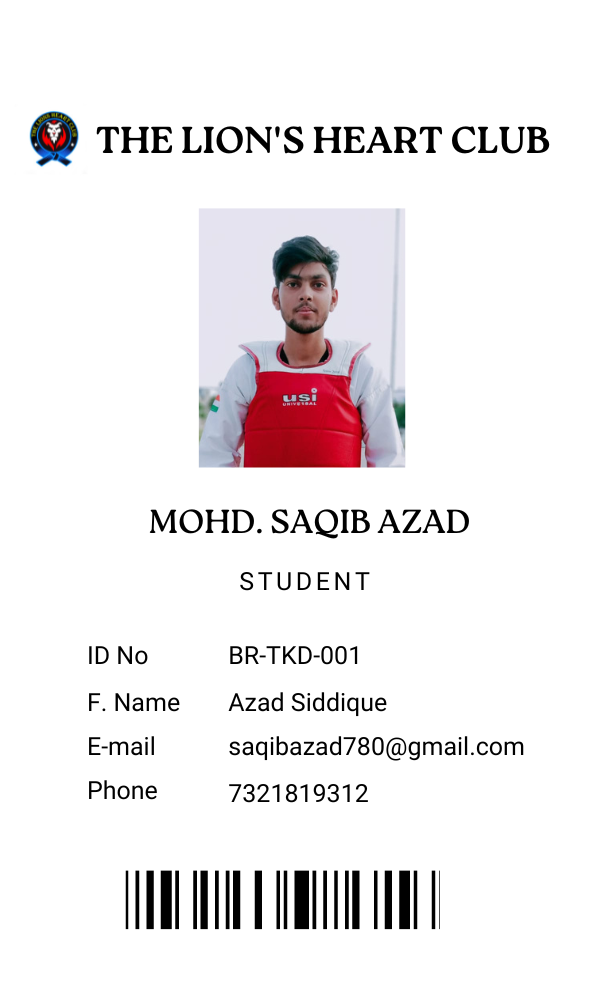 THE LIONS HEART CLUB
THE LION'S HEART CLUB
usi
UNIVERSAL
MOHD. SAQIB AZAD
STUDENT
ID No BR-TKD-001
F. Name Azad Siddique
E-mail saqibazad780@gmail.com
Phone 7321819312